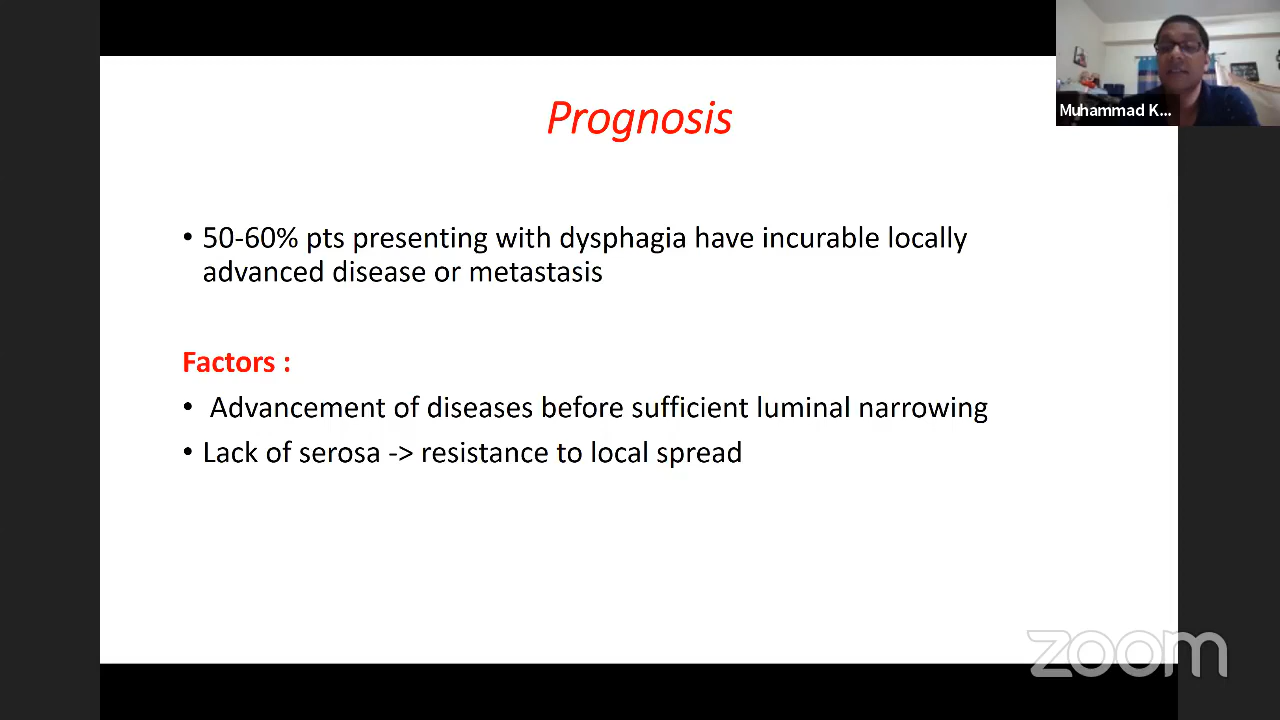 Prognosis
Muhammad K...
• 50-60% pts presenting with dysphagia have incurable locally
advanced disease or metastasis
Factors :
• Advancement of diseases before sufficient luminal narrowing
• Lack of serosa -> resistance to local spread
zoom